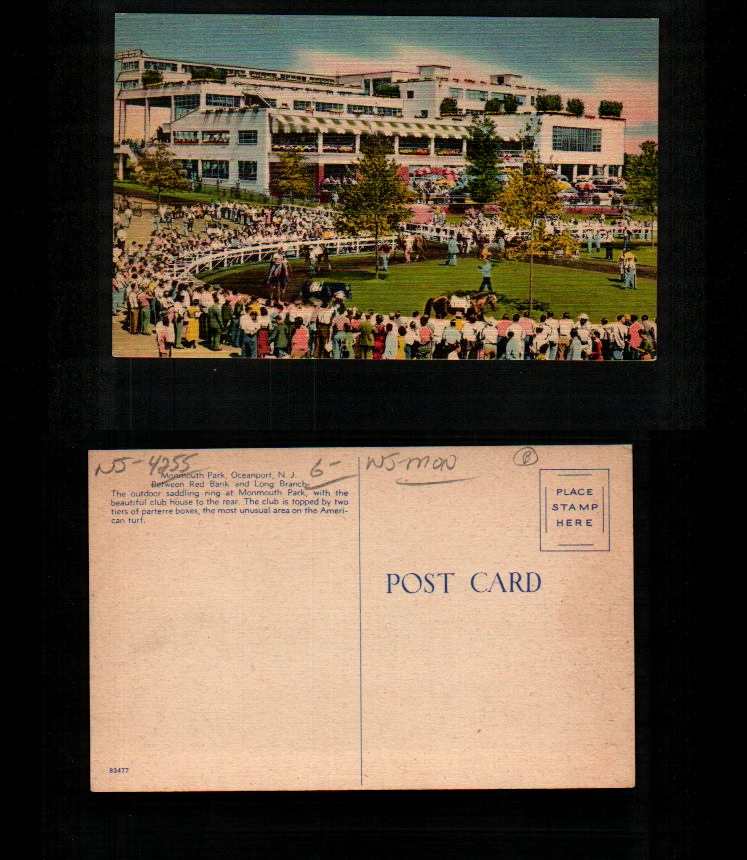 NJ-4255 6- NJ-MON R
Monmouth Park, Oceanport, N. J.
Between Red Bank and Long Branch.
The outdoor saddling ring at Monmouth Park, with the
beautiful club house to the rear. The club is topped by two
tiers of parterre boxes, the most unusual area on the Ameri-
can turf.
PLACE
STAMP
HERE
POST CARD
83477